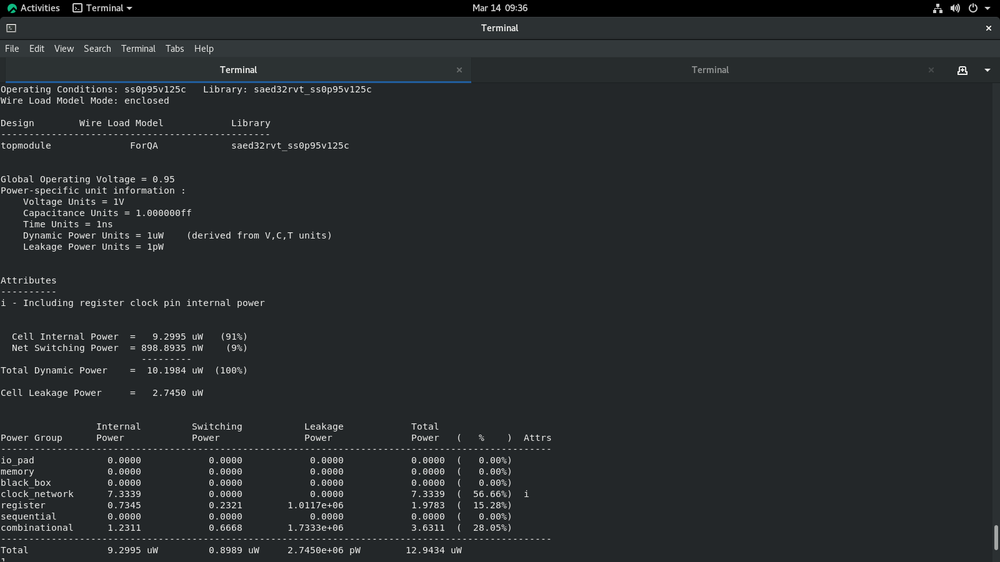 Activities Terminal Mar 14 09:36
Terminal
File Edit View Search Terminal Tabs Help
Terminal Terminal
Operating Conditions: ss0p95v125c   Library: saed32rvt_ss0p95v125c
Wire Load Model Mode: enclosed
Design        Wire Load Model            Library
------------------------------------------------
topmodule              ForQA             saed32rvt_ss0p95v125c
Global Operating Voltage = 0.95
Power-specific unit information :
    Voltage Units = 1V
    Capacitance Units = 1.000000ff
    Time Units = 1ns
    Dynamic Power Units = 1uW    (derived from V,C,T units)
    Leakage Power Units = 1pW
Attributes
----------
i - Including register clock pin internal power
  Cell Internal Power  =   9.2995 uW   (91%)
  Net Switching Power  = 898.8935 nW    (9%)
                         ---------
Total Dynamic Power    =  10.1984 uW  (100%)
Cell Leakage Power     =   2.7450 uW
                 Internal         Switching           Leakage            Total
Power Group      Power            Power               Power              Power   (   %    )  Attrs
--------------------------------------------------------------------------------------------------
io_pad             0.0000            0.0000            0.0000            0.0000  (   0.00%)
memory             0.0000            0.0000            0.0000            0.0000  (   0.00%)
black_box          0.0000            0.0000            0.0000            0.0000  (   0.00%)
clock_network      7.3339            0.0000            0.0000            7.3339  (  56.66%)  i
register           0.7345            0.2321        1.0117e+06            1.9783  (  15.28%)
sequential         0.0000            0.0000            0.0000            0.0000  (   0.00%)
combinational      1.2311            0.6668        1.7333e+06            3.6311  (  28.05%)
--------------------------------------------------------------------------------------------------
Total              9.2995 uW         0.8989 uW     2.7450e+06 pW        12.9434 uW